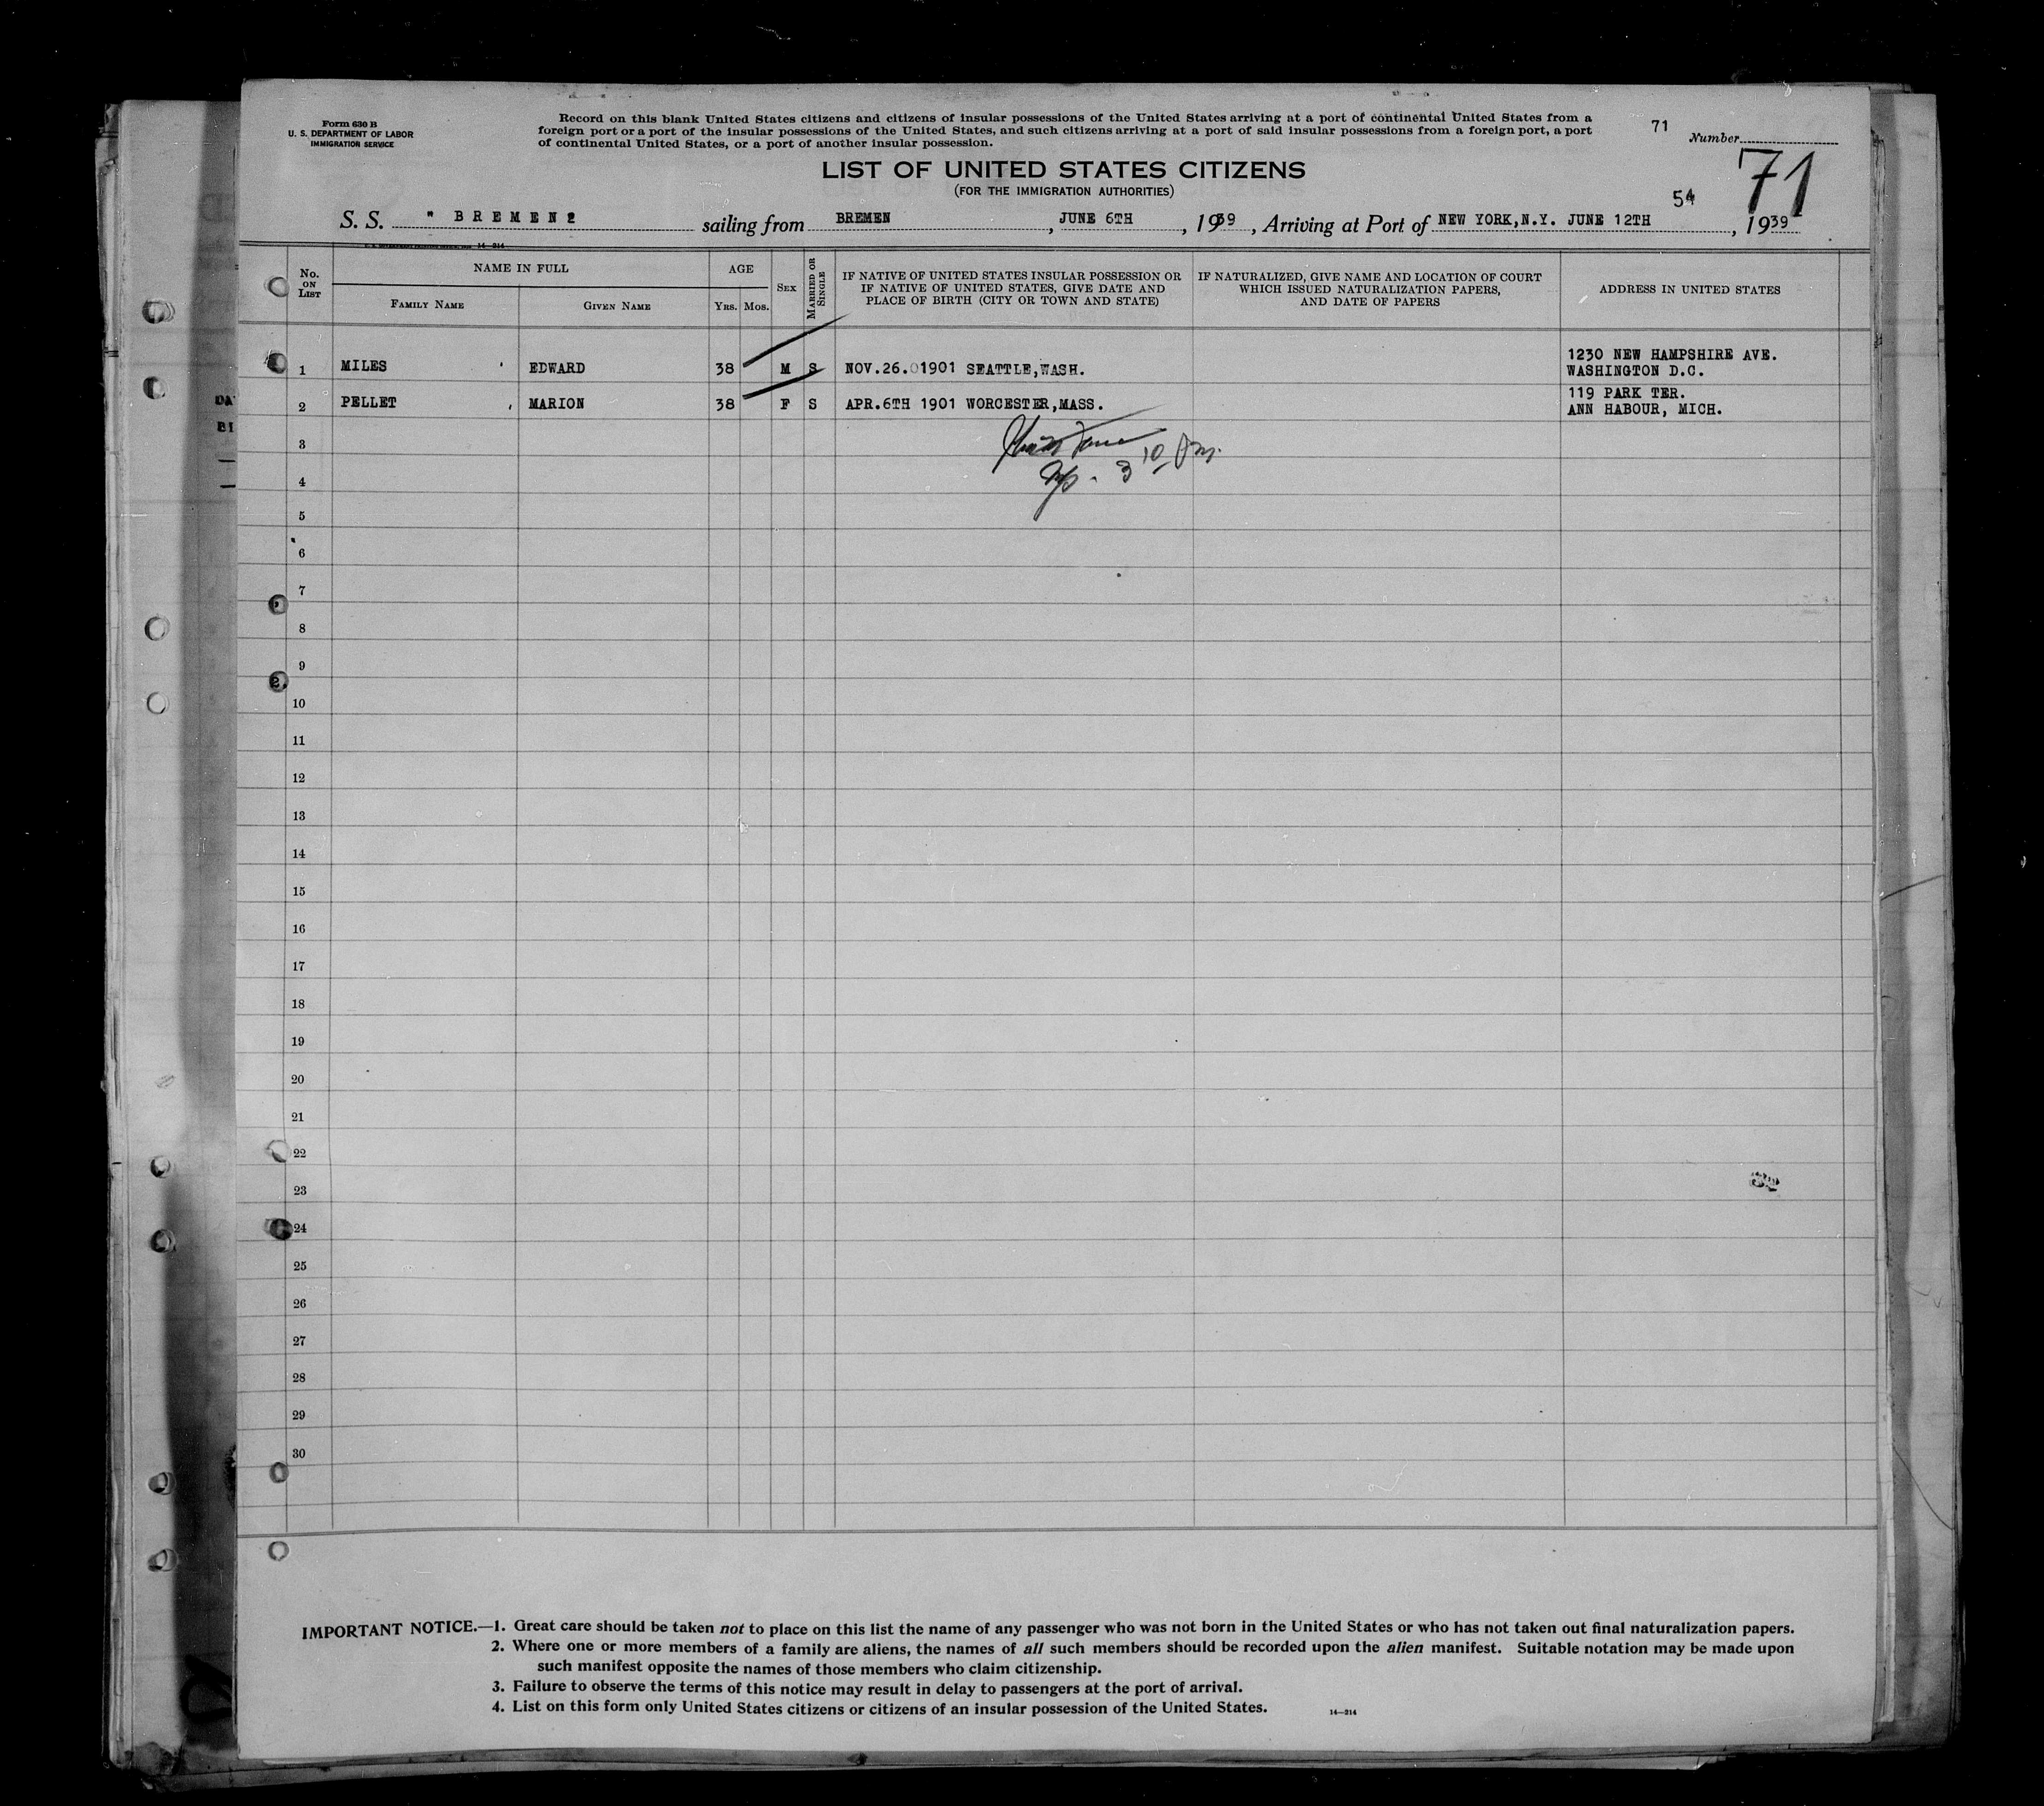 Form 630 B
U. S. DEPARTMENT OF LABOR
IMMIGRATION SERVICE
Record on this blank United States citizens and citizens of insular possessions of the United States arriving at a port of continental United States from a
foreign port or a port of the insular possessions of the United States, and such citizens arriving at a port of said insular possessions from a foreign port, a port
of continental United States, or a port of another insular possession.
71 Number
71
LIST OF UNITED STATES CITIZENS
(FOR THE IMMIGRATION AUTHORITIES)
54
S. S. " BREMEN2 sailing from BREMEN, JUNE 6TH, 1939, Arriving at Port of NEW YORK,N.Y. JUNE 12TH, 1939
14-214
No. ON LIST
NAME IN FULL
FAMILY NAME
GIVEN NAME
AGE
YRS. MOS.
SEX
MARRIED OR SINGLE
IF NATIVE OF UNITED STATES INSULAR POSSESSION OR
IF NATIVE OF UNITED STATES, GIVE DATE AND
PLACE OF BIRTH (CITY OR TOWN AND STATE)
IF NATURALIZED, GIVE NAME AND LOCATION OF COURT
WHICH ISSUED NATURALIZATION PAPERS,
AND DATE OF PAPERS
ADDRESS IN UNITED STATES
1 MILES EDWARD 38 M S NOV.26.01901 SEATTLE,WASH. 1230 NEW HAMPSHIRE AVE.
WASHINGTON D.C.
2 PELLET, MARION 38 F S APR.6TH 1901 WORCESTER,MASS. 119 PARK TER.
ANN HABOUR, MICH.
3
4
5
6
7
8
9
10
11
12
13
14
15
16
17
18
19
20
21
22
23
24
25
26
27
28
29
30
IMPORTANT NOTICE.—1. Great care should be taken not to place on this list the name of any passenger who was not born in the United States or who has not taken out final naturalization papers.
2. Where one or more members of a family are aliens, the names of all such members should be recorded upon the alien manifest. Suitable notation may be made upon
such manifest opposite the names of those members who claim citizenship.
3. Failure to observe the terms of this notice may result in delay to passengers at the port of arrival.
4. List on this form only United States citizens or citizens of an insular possession of the United States.
14—214